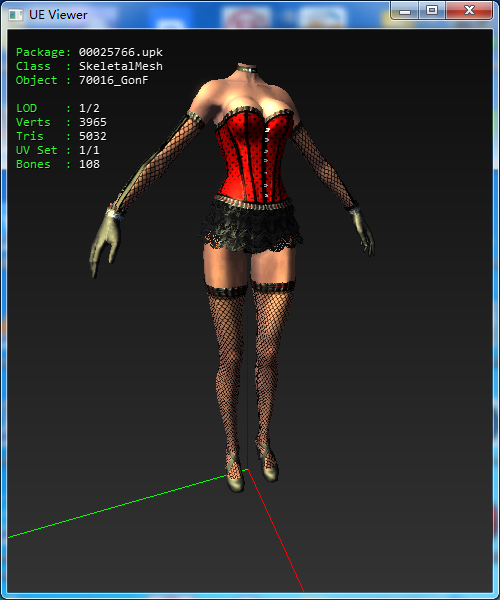 UE Viewer
Package: 00025766.upk
Class : SkeletalMesh
Object : 70016_GonF
LOD : 1/2
Verts : 3965
Tris : 5032
UV Set : 1/1
Bones : 108